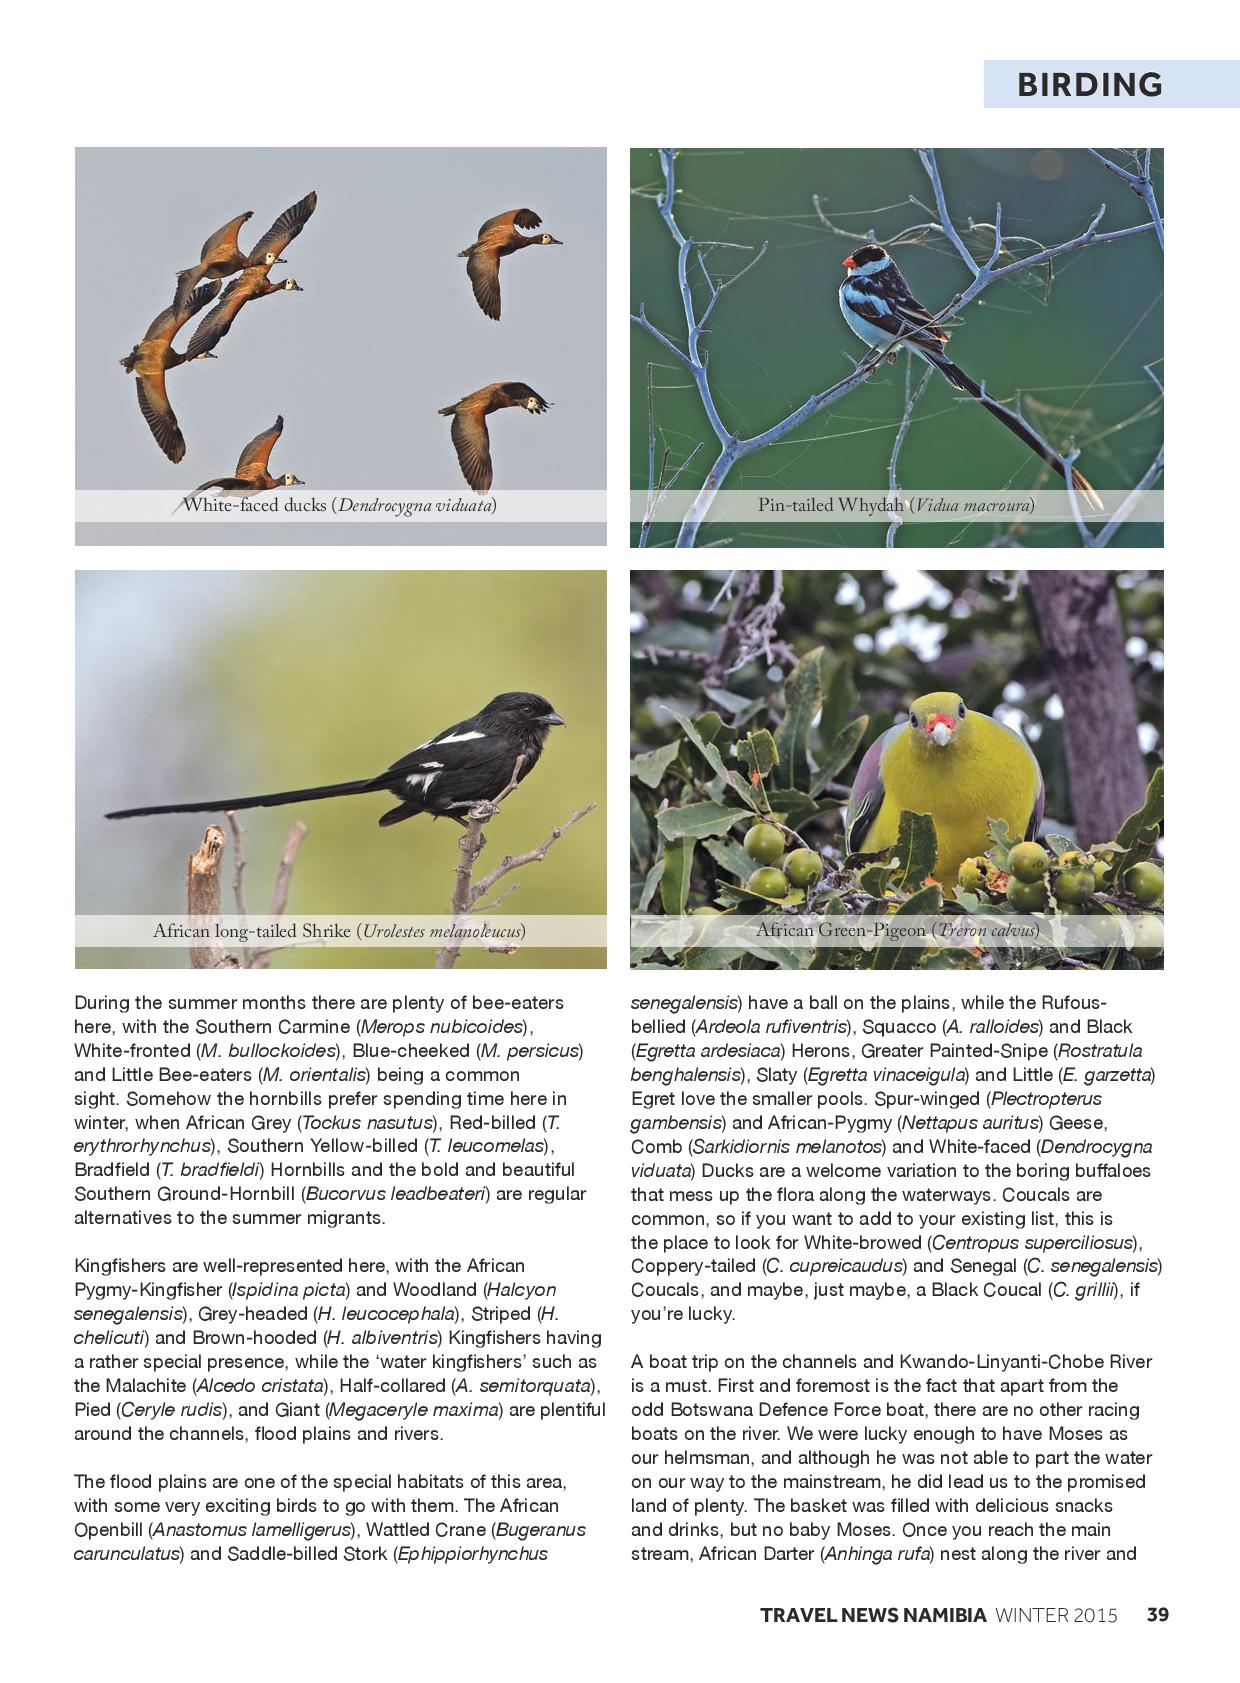 BIRDING
White-faced ducks (Dendrocygna viduata)
Pin-tailed Whydah (Vidua macroura)
African long-tailed Shrike (Urolestes melanoleucus)
African Green-Pigeon (Treron calvus)
During the summer months there are plenty of bee-eaters
here, with the Southern Carmine (Merops nubicoides),
White-fronted (M. bullockoides), Blue-cheeked (M. persicus)
and Little Bee-eaters (M. orientalis) being a common
sight. Somehow the hornbills prefer spending time here in
winter, when African Grey (Tockus nasutus), Red-billed (T.
erythrorhynchus), Southern Yellow-billed (T. leucomelas),
Bradfield (T. bradfieldi) Hornbills and the bold and beautiful
Southern Ground-Hornbill (Bucorvus leadbeateri) are regular
alternatives to the summer migrants.
Kingfishers are well-represented here, with the African
Pygmy-Kingfisher (Ispidina picta) and Woodland (Halcyon
senegalensis), Grey-headed (H. leucocephala), Striped (H.
chelicuti) and Brown-hooded (H. albiventris) Kingfishers having
a rather special presence, while the ‘water kingfishers’ such as
the Malachite (Alcedo cristata), Half-collared (A. semitorquata),
Pied (Ceryle rudis), and Giant (Megaceryle maxima) are plentiful
around the channels, flood plains and rivers.
The flood plains are one of the special habitats of this area,
with some very exciting birds to go with them. The African
Openbill (Anastomus lamelligerus), Wattled Crane (Bugeranus
carunculatus) and Saddle-billed Stork (Ephippiorhynchus
senegalensis) have a ball on the plains, while the Rufous-
bellied (Ardeola rufiventris), Squacco (A. ralloides) and Black
(Egretta ardesiaca) Herons, Greater Painted-Snipe (Rostratula
benghalensis), Slaty (Egretta vinaceigula) and Little (E. garzetta)
Egret love the smaller pools. Spur-winged (Plectropterus
gambensis) and African-Pygmy (Nettapus auritus) Geese,
Comb (Sarkidiornis melanotos) and White-faced (Dendrocygna
viduata) Ducks are a welcome variation to the boring buffaloes
that mess up the flora along the waterways. Coucals are
common, so if you want to add to your existing list, this is
the place to look for White-browed (Centropus superciliosus),
Coppery-tailed (C. cupreicaudus) and Senegal (C. senegalensis)
Coucals, and maybe, just maybe, a Black Coucal (C. grillii), if
you’re lucky.
A boat trip on the channels and Kwando-Linyanti-Chobe River
is a must. First and foremost is the fact that apart from the
odd Botswana Defence Force boat, there are no other racing
boats on the river. We were lucky enough to have Moses as
our helmsman, and although he was not able to part the water
on our way to the mainstream, he did lead us to the promised
land of plenty. The basket was filled with delicious snacks
and drinks, but no baby Moses. Once you reach the main
stream, African Darter (Anhinga rufa) nest along the river and
TRAVEL NEWS NAMIBIA WINTER 2015 39